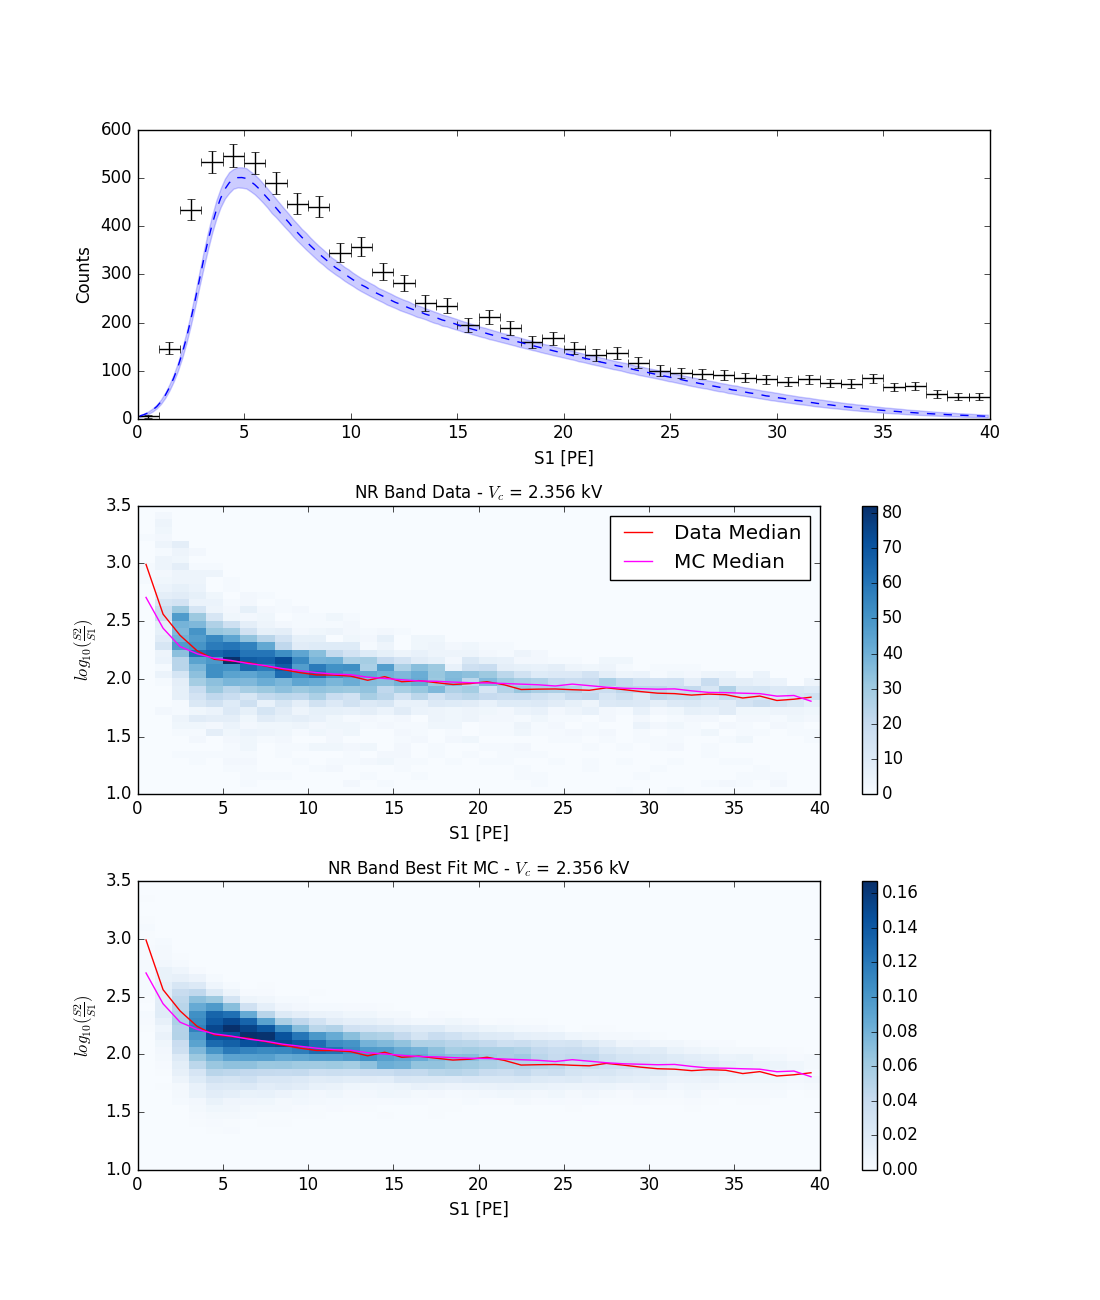 600
500
400
300
200
100
0
Counts
0 5 10 15 20 25 30 35 40
S1 [PE]
NR Band Data - $V_c$ = 2.356 kV
3.5
3.0
2.5
2.0
1.5
1.0
$log_{10}(\frac{S2}{S1})$
Data Median
MC Median
0 5 10 15 20 25 30 35 40
S1 [PE]
80
70
60
50
40
30
20
10
0
NR Band Best Fit MC - $V_c$ = 2.356 kV
3.5
3.0
2.5
2.0
1.5
1.0
$log_{10}(\frac{S2}{S1})$
0 5 10 15 20 25 30 35 40
S1 [PE]
0.16
0.14
0.12
0.10
0.08
0.06
0.04
0.02
0.00